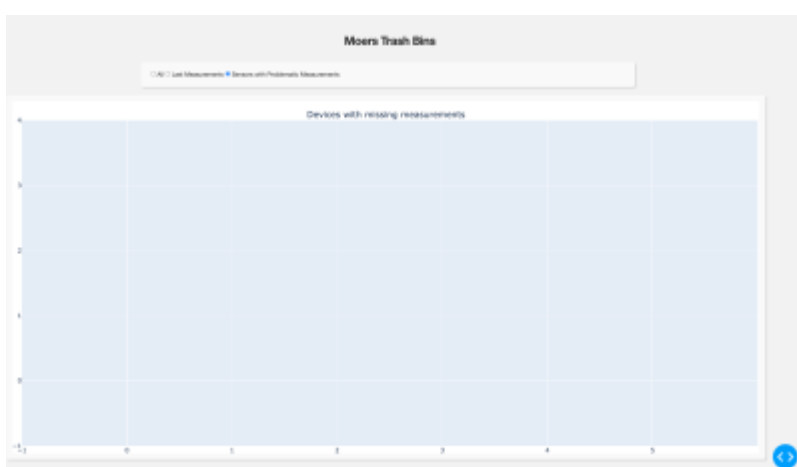 Moers Trash Bins
All Last Measurements Sensors with Problematic Measurements
Devices with missing measurements
4
3
2
1
0
-1
-1 0 1 2 3 4 5